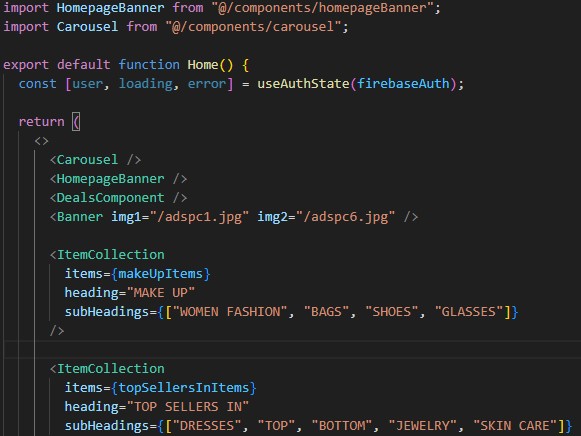 import HomepageBanner from "@/components/homepageBanner";
import Carousel from "@/components/carousel";
export default function Home() {
const [user, loading, error] = useAuthState(firebaseAuth);
return (
<>
<Carousel />
<HomepageBanner />
<DealsComponent />
<Banner img1="/adspc1.jpg" img2="/adspc6.jpg" />
<ItemCollection
items={makeUpItems}
heading="MAKE UP"
subHeadings={["WOMEN FASHION", "BAGS", "SHOES", "GLASSES"]}
/>
<ItemCollection
items={topSellersInItems}
heading="TOP SELLERS IN"
subHeadings={["DRESSES", "TOP", "BOTTOM", "JEWELRY", "SKIN CARE"]}